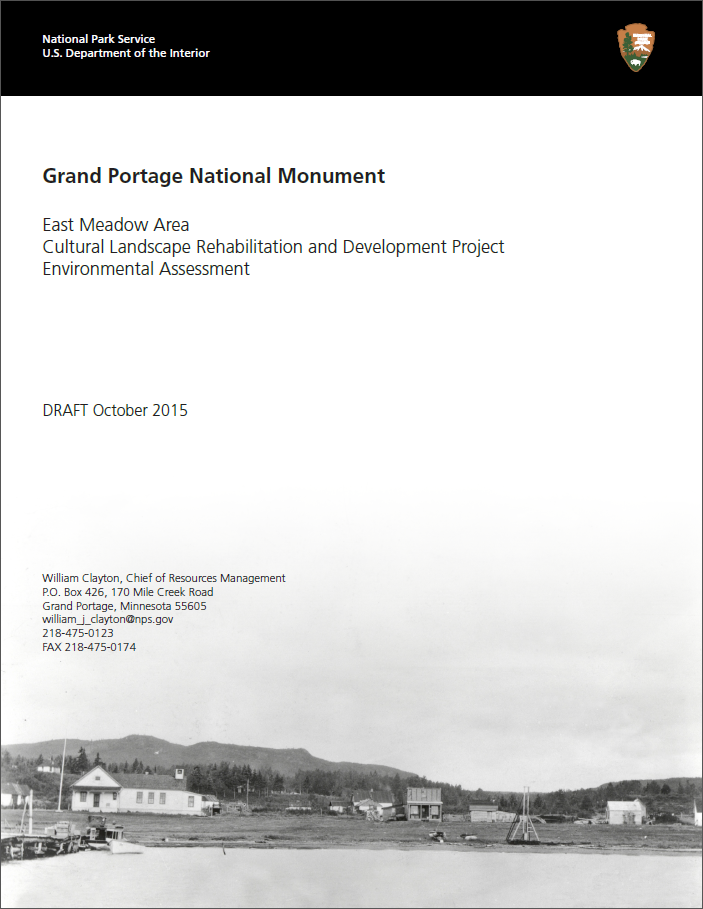 National Park Service
U.S. Department of the Interior
Grand Portage National Monument
East Meadow Area
Cultural Landscape Rehabilitation and Development Project
Environmental Assessment
DRAFT October 2015
William Clayton, Chief of Resources Management
P.O. Box 426, 170 Mile Creek Road
Grand Portage, Minnesota 55605
william_j_clayton@nps.gov
218-475-0123
FAX 218-475-0174